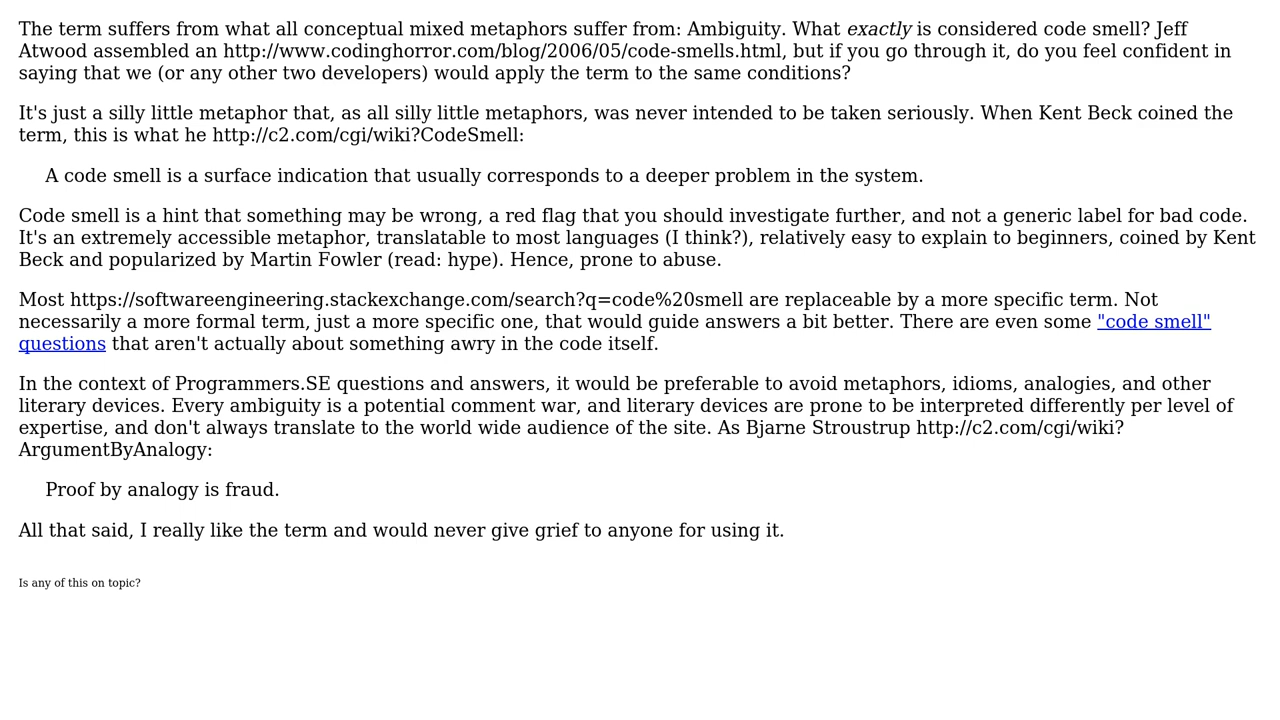 The term suffers from what all conceptual mixed metaphors suffer from: Ambiguity. What exactly is considered code smell? Jeff
Atwood assembled an http://www.codinghorror.com/blog/2006/05/code-smells.html, but if you go through it, do you feel confident in
saying that we (or any other two developers) would apply the term to the same conditions?
It's just a silly little metaphor that, as all silly little metaphors, was never intended to be taken seriously. When Kent Beck coined the
term, this is what he http://c2.com/cgi/wiki?CodeSmell:
A code smell is a surface indication that usually corresponds to a deeper problem in the system.
Code smell is a hint that something may be wrong, a red flag that you should investigate further, and not a generic label for bad code.
It's an extremely accessible metaphor, translatable to most languages (I think?), relatively easy to explain to beginners, coined by Kent
Beck and popularized by Martin Fowler (read: hype). Hence, prone to abuse.
Most https://softwareengineering.stackexchange.com/search?q=code%20smell are replaceable by a more specific term. Not
necessarily a more formal term, just a more specific one, that would guide answers a bit better. There are even some "code smell"
questions that aren't actually about something awry in the code itself.
In the context of Programmers.SE questions and answers, it would be preferable to avoid metaphors, idioms, analogies, and other
literary devices. Every ambiguity is a potential comment war, and literary devices are prone to be interpreted differently per level of
expertise, and don't always translate to the world wide audience of the site. As Bjarne Stroustrup http://c2.com/cgi/wiki?
ArgumentByAnalogy:
Proof by analogy is fraud.
All that said, I really like the term and would never give grief to anyone for using it.
Is any of this on topic?